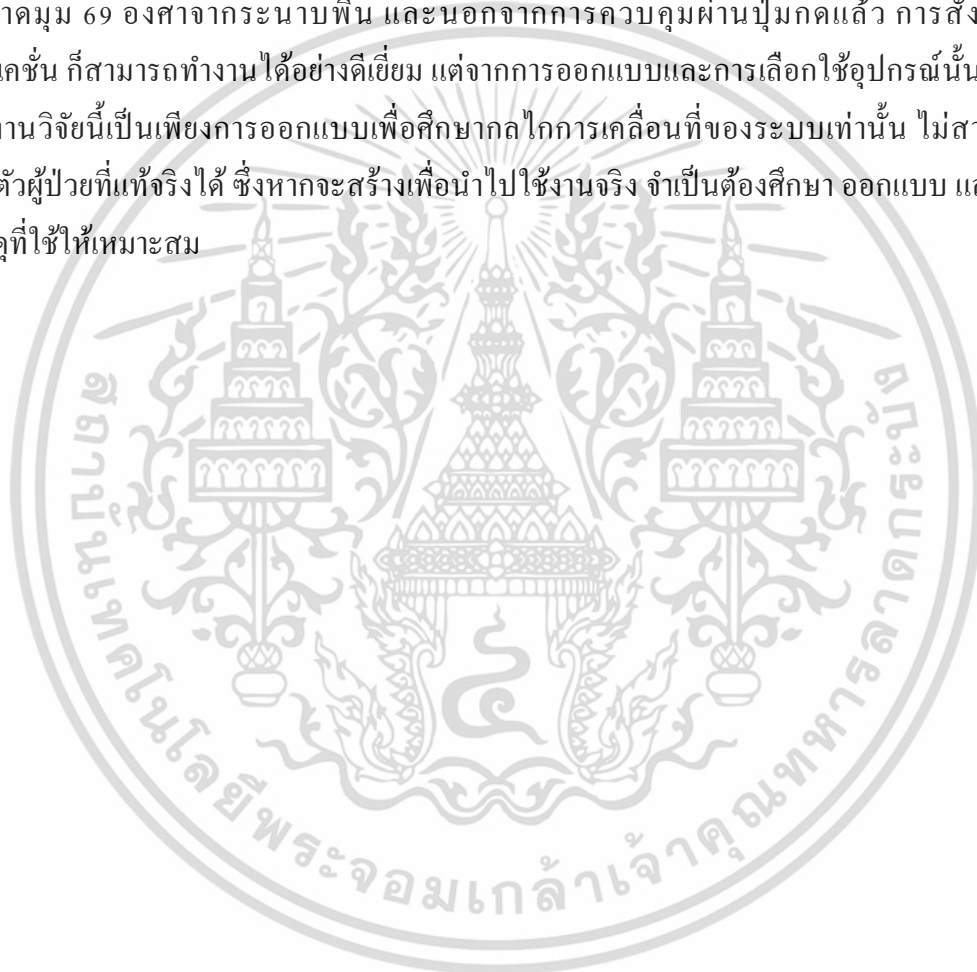 าดมุม 69 องศาจากระนาบพื้น และนอกจากการควบคุมผ่านปุ่มกดแล้ว การสั่ง
เคชั่น ก็สามารถทำงานได้อย่างดีเยี่ยม แต่จากการออกแบบและการเลือกใช้อุปกรณ์นั้น
านวิจัยนี้เป็นเพียงการออกแบบเพื่อศึกษากลไกการเคลื่อนที่ของระบบเท่านั้น ไม่สา
ตัวผู้ป่วยที่แท้จริงได้ ซึ่งหากจะสร้างเพื่อนำไปใช้งานจริง จำเป็นต้องศึกษา ออกแบบ แล
ดุที่ใช้ให้เหมาะสม
สถาบันเทคโนโลยีพระจอมเกล้าเจ้าคุณทหารลาดกระบัง
๔